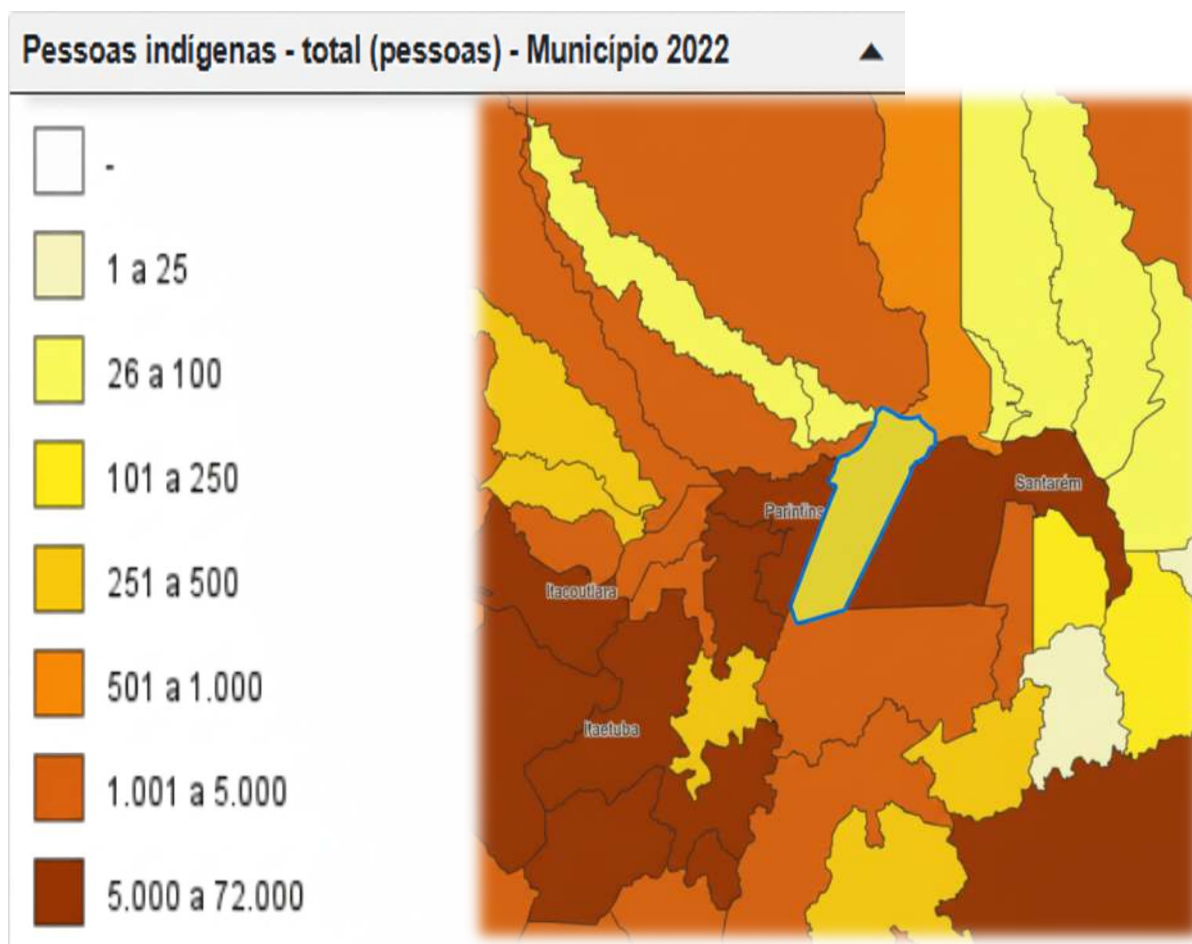 Pessoas indígenas - total (pessoas) - Município 2022
-
1 a 25
26 a 100
101 a 250
251 a 500
501 a 1.000
1.001 a 5.000
5.000 a 72.000
Santarém
Parintins
Itacoutlara
Itaetuba